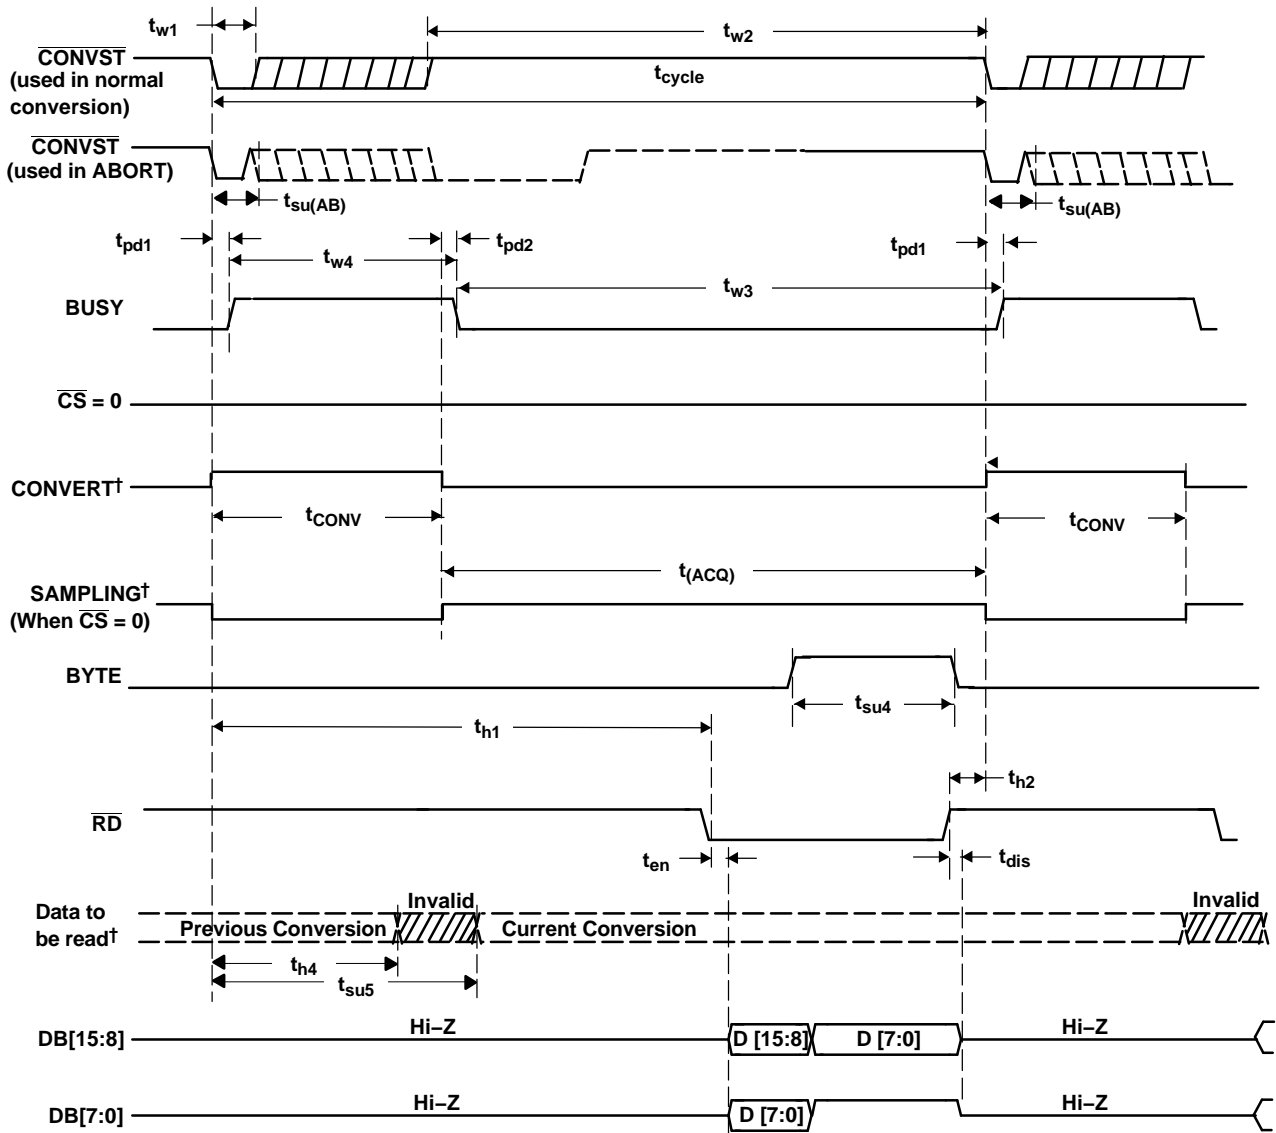 tw1
tw2
CONVST
(used in normal
conversion)
tcycle
CONVST
(used in ABORT)
tsu(AB)
tsu(AB)
tpd1
tpd2
tpd1
tw4
tw3
BUSY
CS = 0
CONVERT†
tCONV
tCONV
t(ACQ)
SAMPLING†
(When CS = 0)
BYTE
tsu4
th1
th2
RD
ten
tdis
Invalid
Invalid
Data to
be read†
Previous Conversion
Current Conversion
th4
tsu5
DB[15:8]
Hi–Z
D [15:8]
D [7:0]
Hi–Z
DB[7:0]
Hi–Z
D [7:0]
Hi–Z